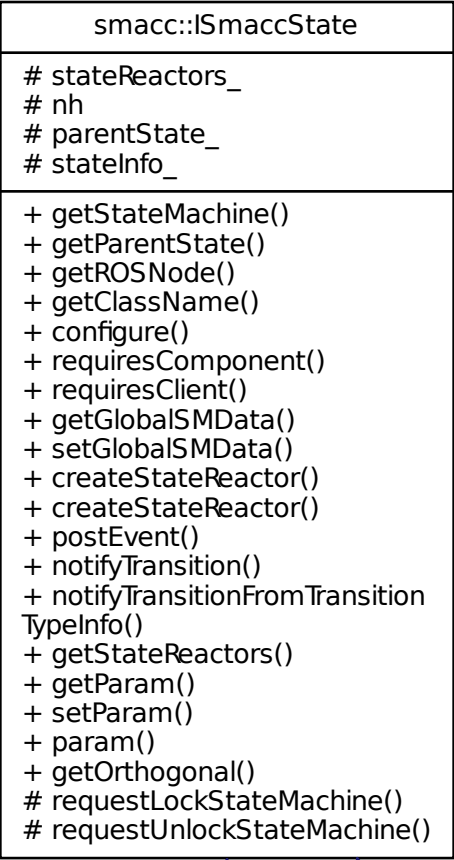 smacc::ISmaccState
# stateReactors_
# nh
# parentState_
# stateInfo_
+ getStateMachine()
+ getParentState()
+ getROSNode()
+ getClassName()
+ configure()
+ requiresComponent()
+ requiresClient()
+ getGlobalSMData()
+ setGlobalSMData()
+ createStateReactor()
+ createStateReactor()
+ postEvent()
+ notifyTransition()
+ notifyTransitionFromTransition
TypeInfo()
+ getStateReactors()
+ getParam()
+ setParam()
+ param()
+ getOrthogonal()
# requestLockStateMachine()
# requestUnlockStateMachine()